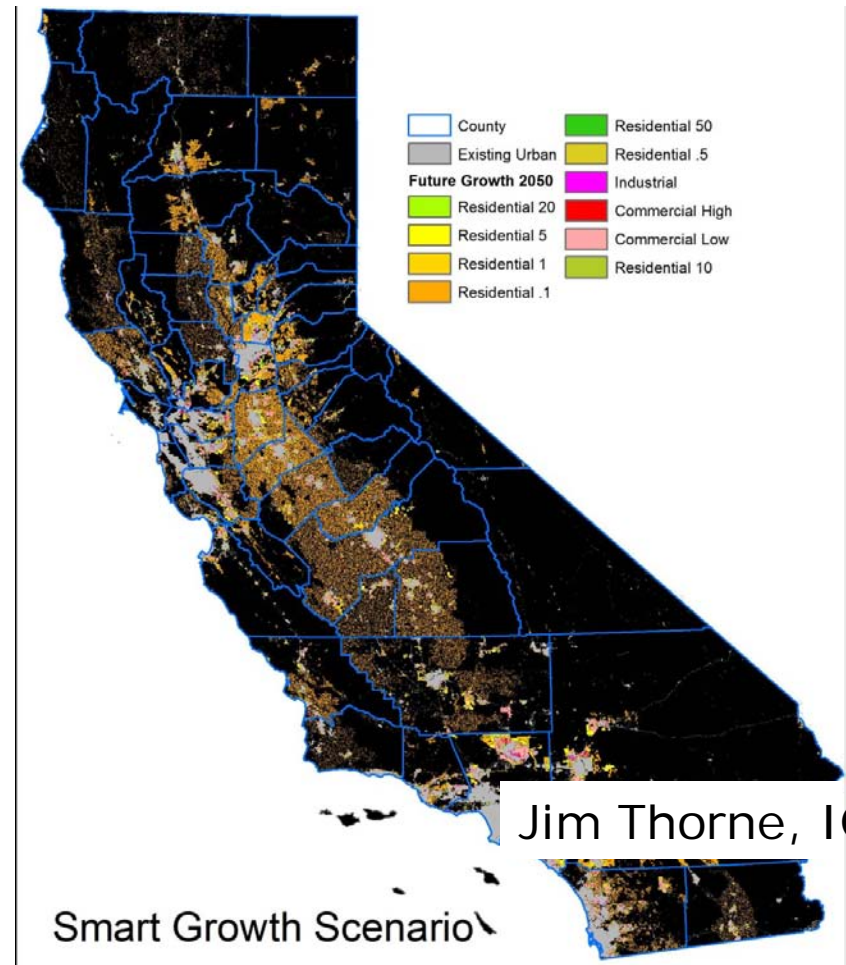 County
Existing Urban
Future Growth 2050
Residential 20
Residential 5
Residential 1
Residential .1
Residential 50
Residential .5
Industrial
Commercial High
Commercial Low
Residential 10
Jim Thorne,
Smart Growth Scenario